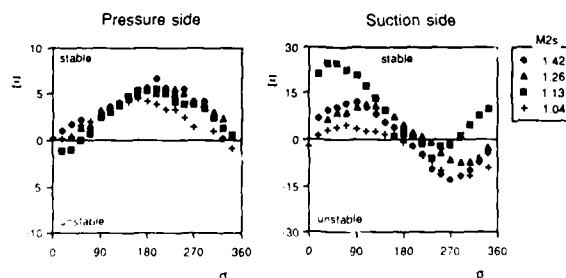 Pressure side
10
Ξ
stable
5
0
5
unstable
-10
0
90
180
270
360
σ
Suction side
30
Ξ
stable
15
0
-15
unstable
-30
0
90
180
270
360
σ
M2s
1.42
1.26
1.13
1.04